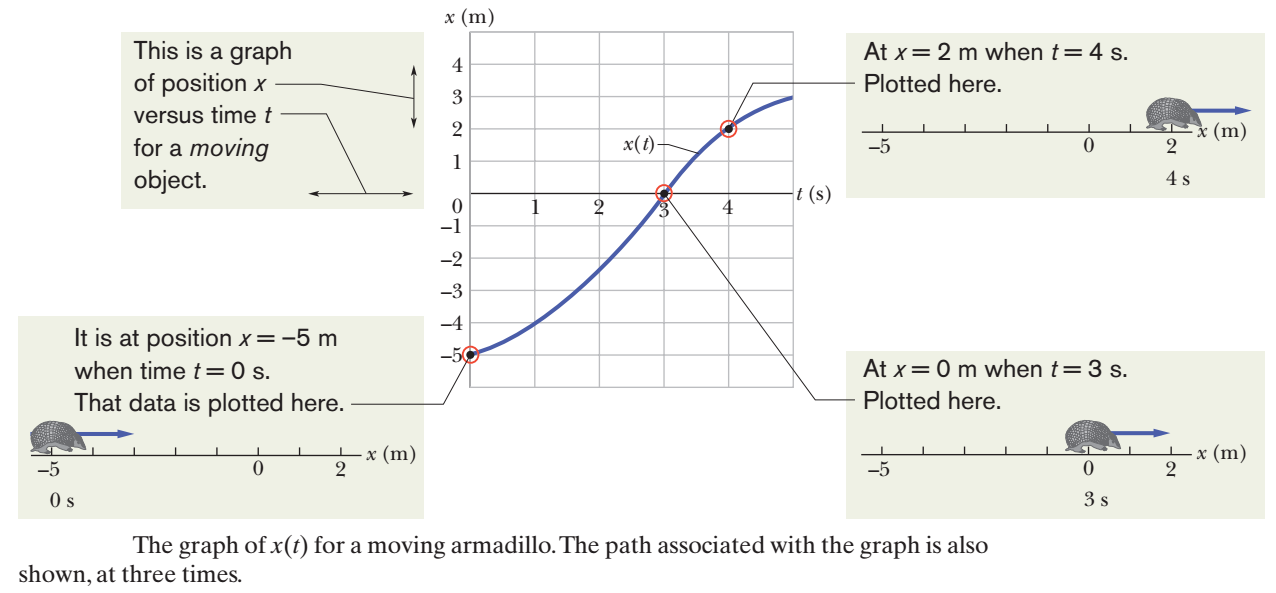 This is a graph
of position x
versus time t
for a moving
object.
x (m)
4
3
2
1
0
−1
−2
−3
−4
−5
1
2
3
4
t (s)
x(t)
At x = 2 m when t = 4 s.
Plotted here.
−5
0
2
x (m)
4 s
It is at position x = −5 m
when time t = 0 s.
That data is plotted here.
−5
0
2
x (m)
0 s
At x = 0 m when t = 3 s.
Plotted here.
−5
0
2
x (m)
3 s
The graph of x(t) for a moving armadillo. The path associated with the graph is also
shown, at three times.